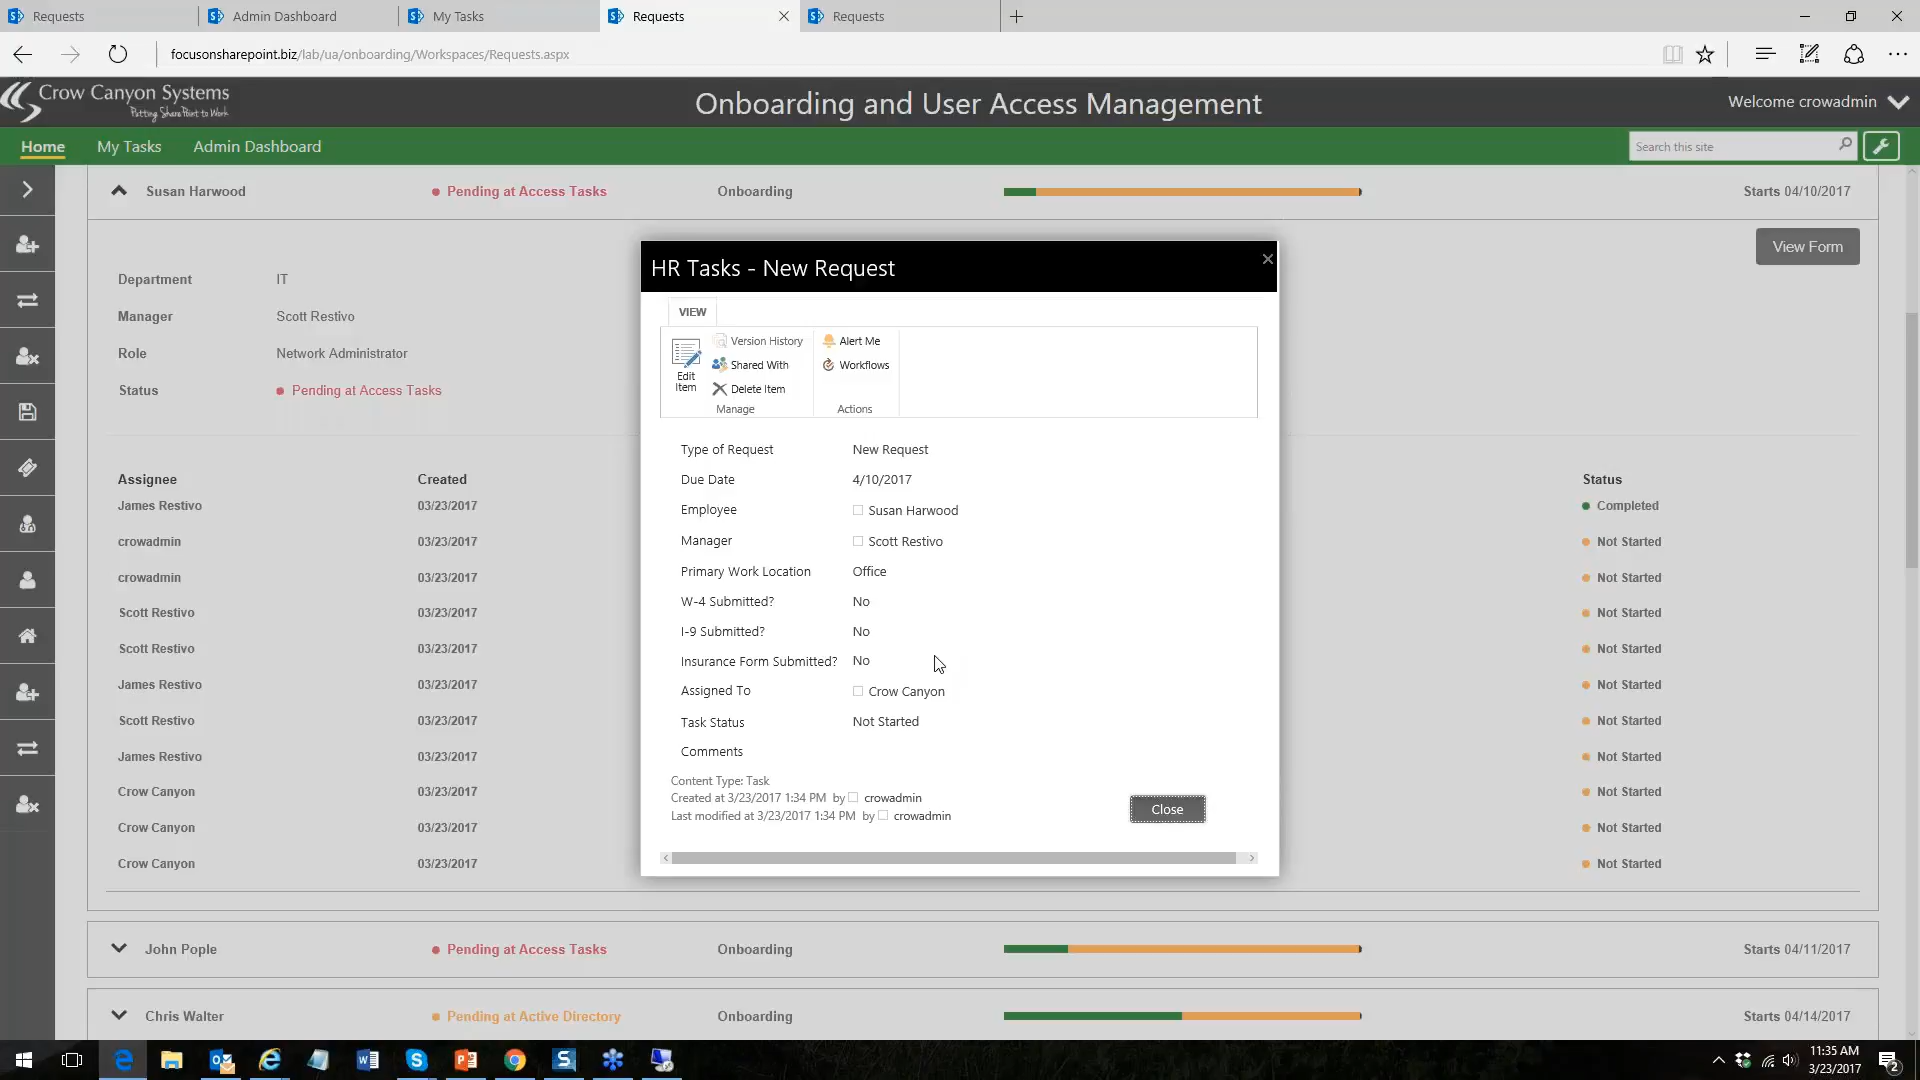 Requests
Admin Dashboard
My Tasks
Requests
Requests
focusonsharepoint.biz/lab/ua/onboarding/Workspaces/Requests.aspx
Crow Canyon Systems
Putting SharePoint to Work
Onboarding and User Access Management
Welcome crowadmin
Home
My Tasks
Admin Dashboard
Search this site
Susan Harwood
Pending at Access Tasks
Onboarding
Starts 04/10/2017
View Form
Department
IT
Manager
Scott Restivo
Role
Network Administrator
Status
Pending at Access Tasks
Assignee
Created
Status
James Restivo
03/23/2017
Completed
crowadmin
03/23/2017
Not Started
crowadmin
03/23/2017
Not Started
Scott Restivo
03/23/2017
Not Started
Scott Restivo
03/23/2017
Not Started
James Restivo
03/23/2017
Not Started
Scott Restivo
03/23/2017
Not Started
James Restivo
03/23/2017
Not Started
Crow Canyon
03/23/2017
Not Started
Crow Canyon
03/23/2017
Not Started
Crow Canyon
03/23/2017
Not Started
HR Tasks - New Request
VIEW
Edit
Item
Version History
Shared With
Delete Item
Manage
Alert Me
Workflows
Actions
Type of Request
New Request
Due Date
4/10/2017
Employee
Susan Harwood
Manager
Scott Restivo
Primary Work Location
Office
W-4 Submitted?
No
I-9 Submitted?
No
Insurance Form Submitted?
No
Assigned To
Crow Canyon
Task Status
Not Started
Comments
Content Type: Task
Created at 3/23/2017 1:34 PM by crowadmin
Last modified at 3/23/2017 1:34 PM by crowadmin
Close
John Pople
Pending at Access Tasks
Onboarding
Starts 04/11/2017
Chris Walter
Pending at Active Directory
Onboarding
Starts 04/14/2017
11:35 AM
3/23/2017
2